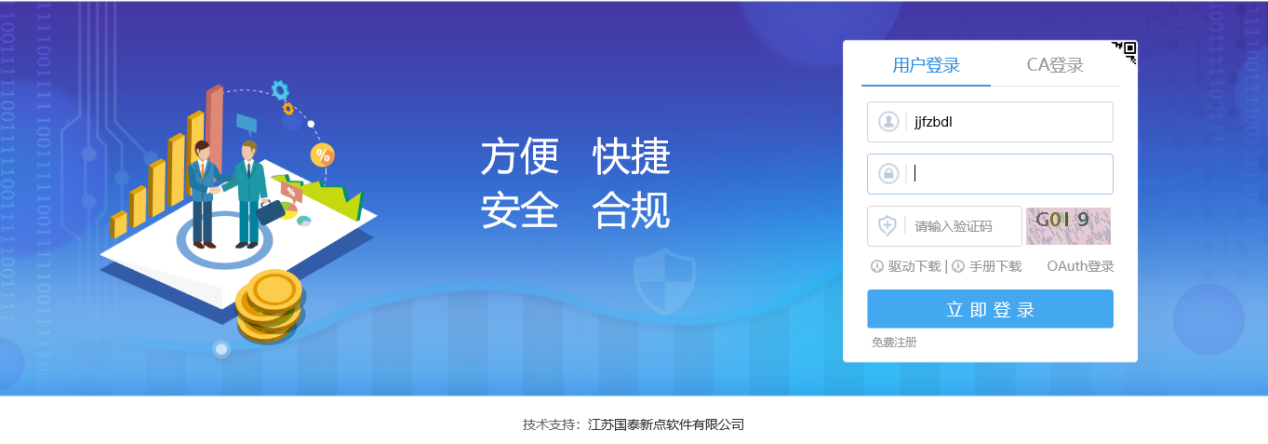 方便 快捷
安全 合规
用户登录 CA登录
jjfzbdl
请输入验证码
驱动下载 | 手册下载 OAuth登录
立即登录
免费注册
技术支持：江苏国泰新点软件有限公司